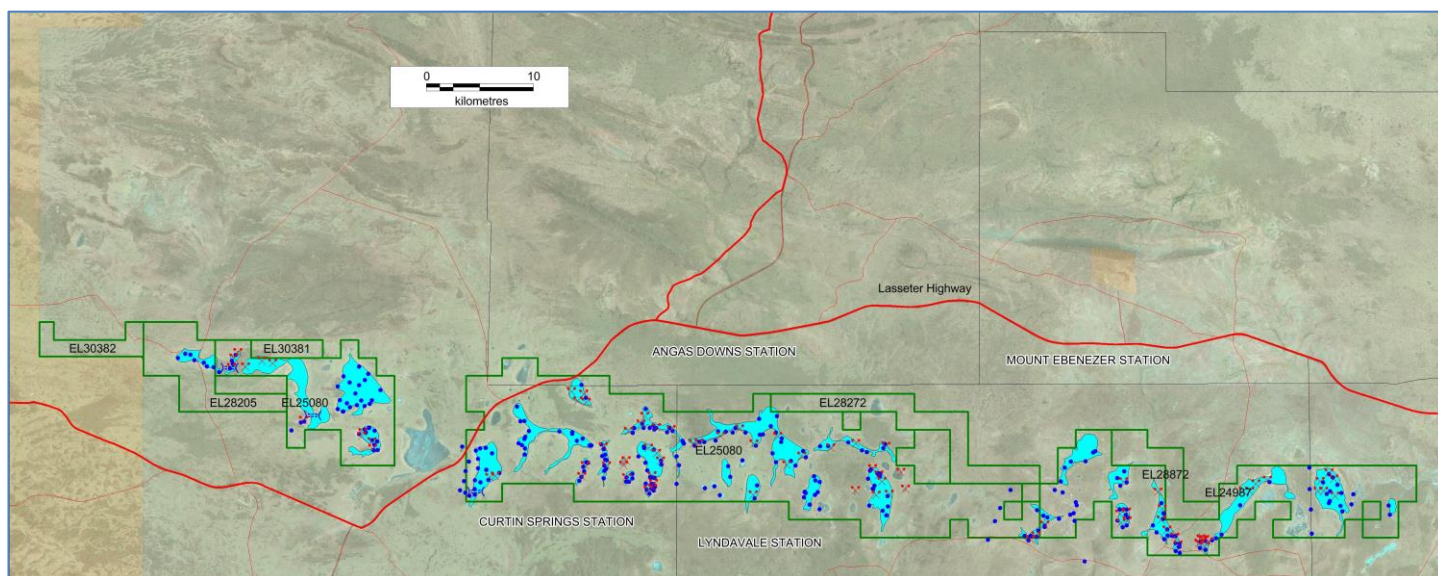 0 10
kilometres
Lasseter Highway
EL30382
EL30381
ANGAS DOWNS STATION
MOUNT EBENEZER STATION
EL28205
EL25080
EL28272
EL25080
EL28872
EL24987
CURTIN SPRINGS STATION
LYNDAVALE STATION